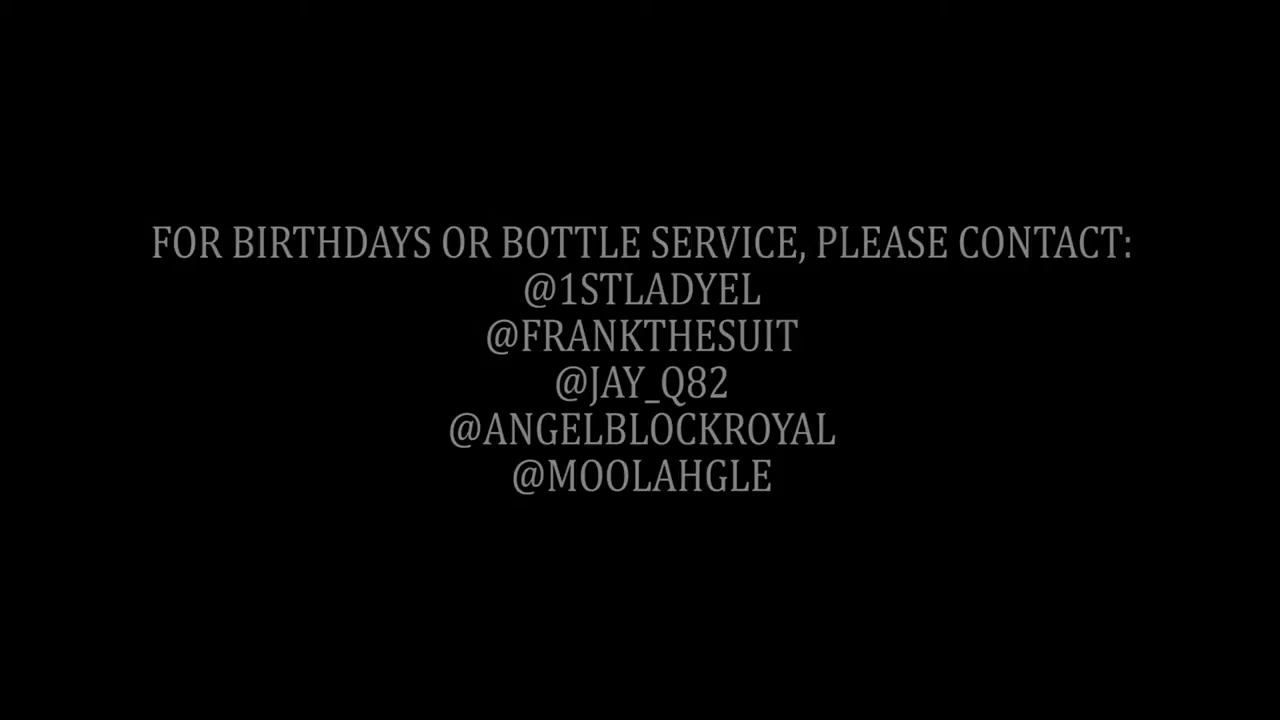 FOR BIRTHDAYS OR BOTTLE SERVICE, PLEASE CONTACT:
@1STLADYEL
@FRANKTHESUIT
@JAY_Q82
@ANGELBLOCKROYAL
@MOOLAHGLE